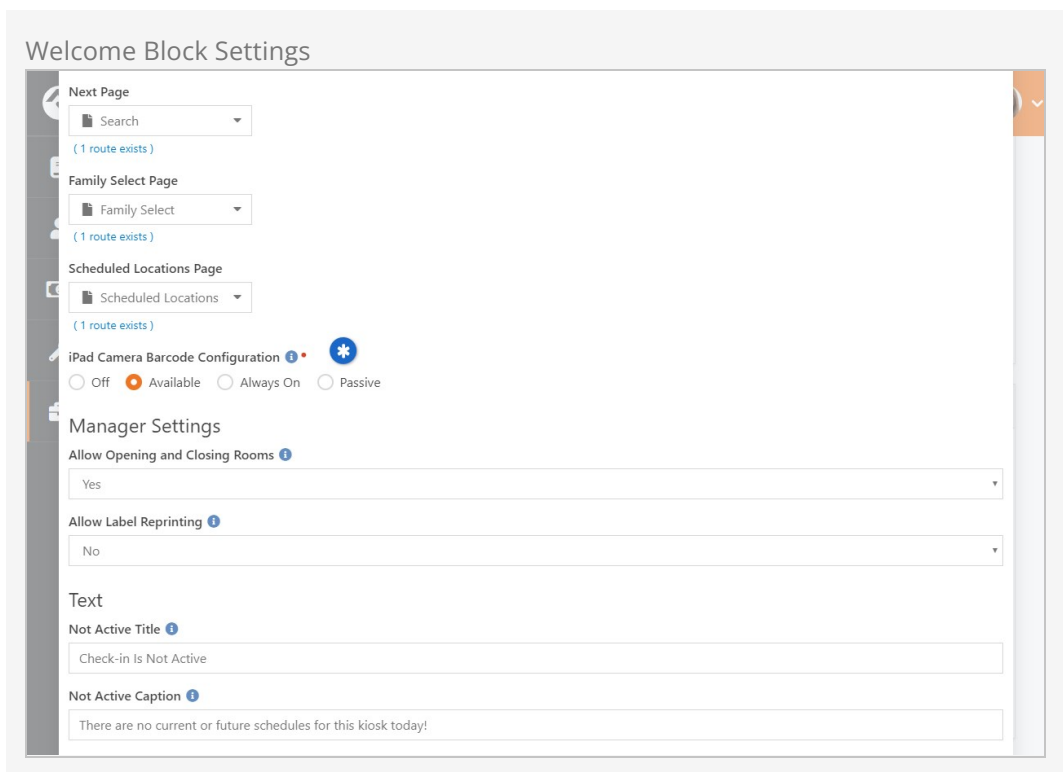 Welcome Block Settings
Next Page
Search
( 1 route exists )
Family Select Page
Family Select
( 1 route exists )
Scheduled Locations Page
Scheduled Locations
( 1 route exists )
iPad Camera Barcode Configuration
Off Available Always On Passive
Manager Settings
Allow Opening and Closing Rooms
Yes
Allow Label Reprinting
No
Text
Not Active Title
Check-in Is Not Active
Not Active Caption
There are no current or future schedules for this kiosk today!